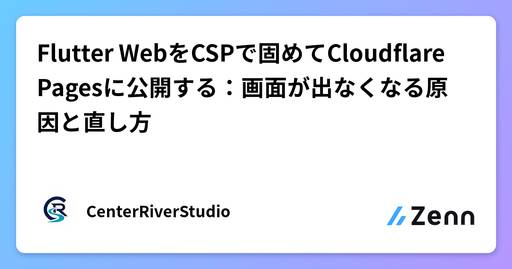 Flutter WebをCSPで固めてCloudflare
Pagesに公開する：画面が出なくなる原
因と直し方
CenterRiverStudio
Zenn